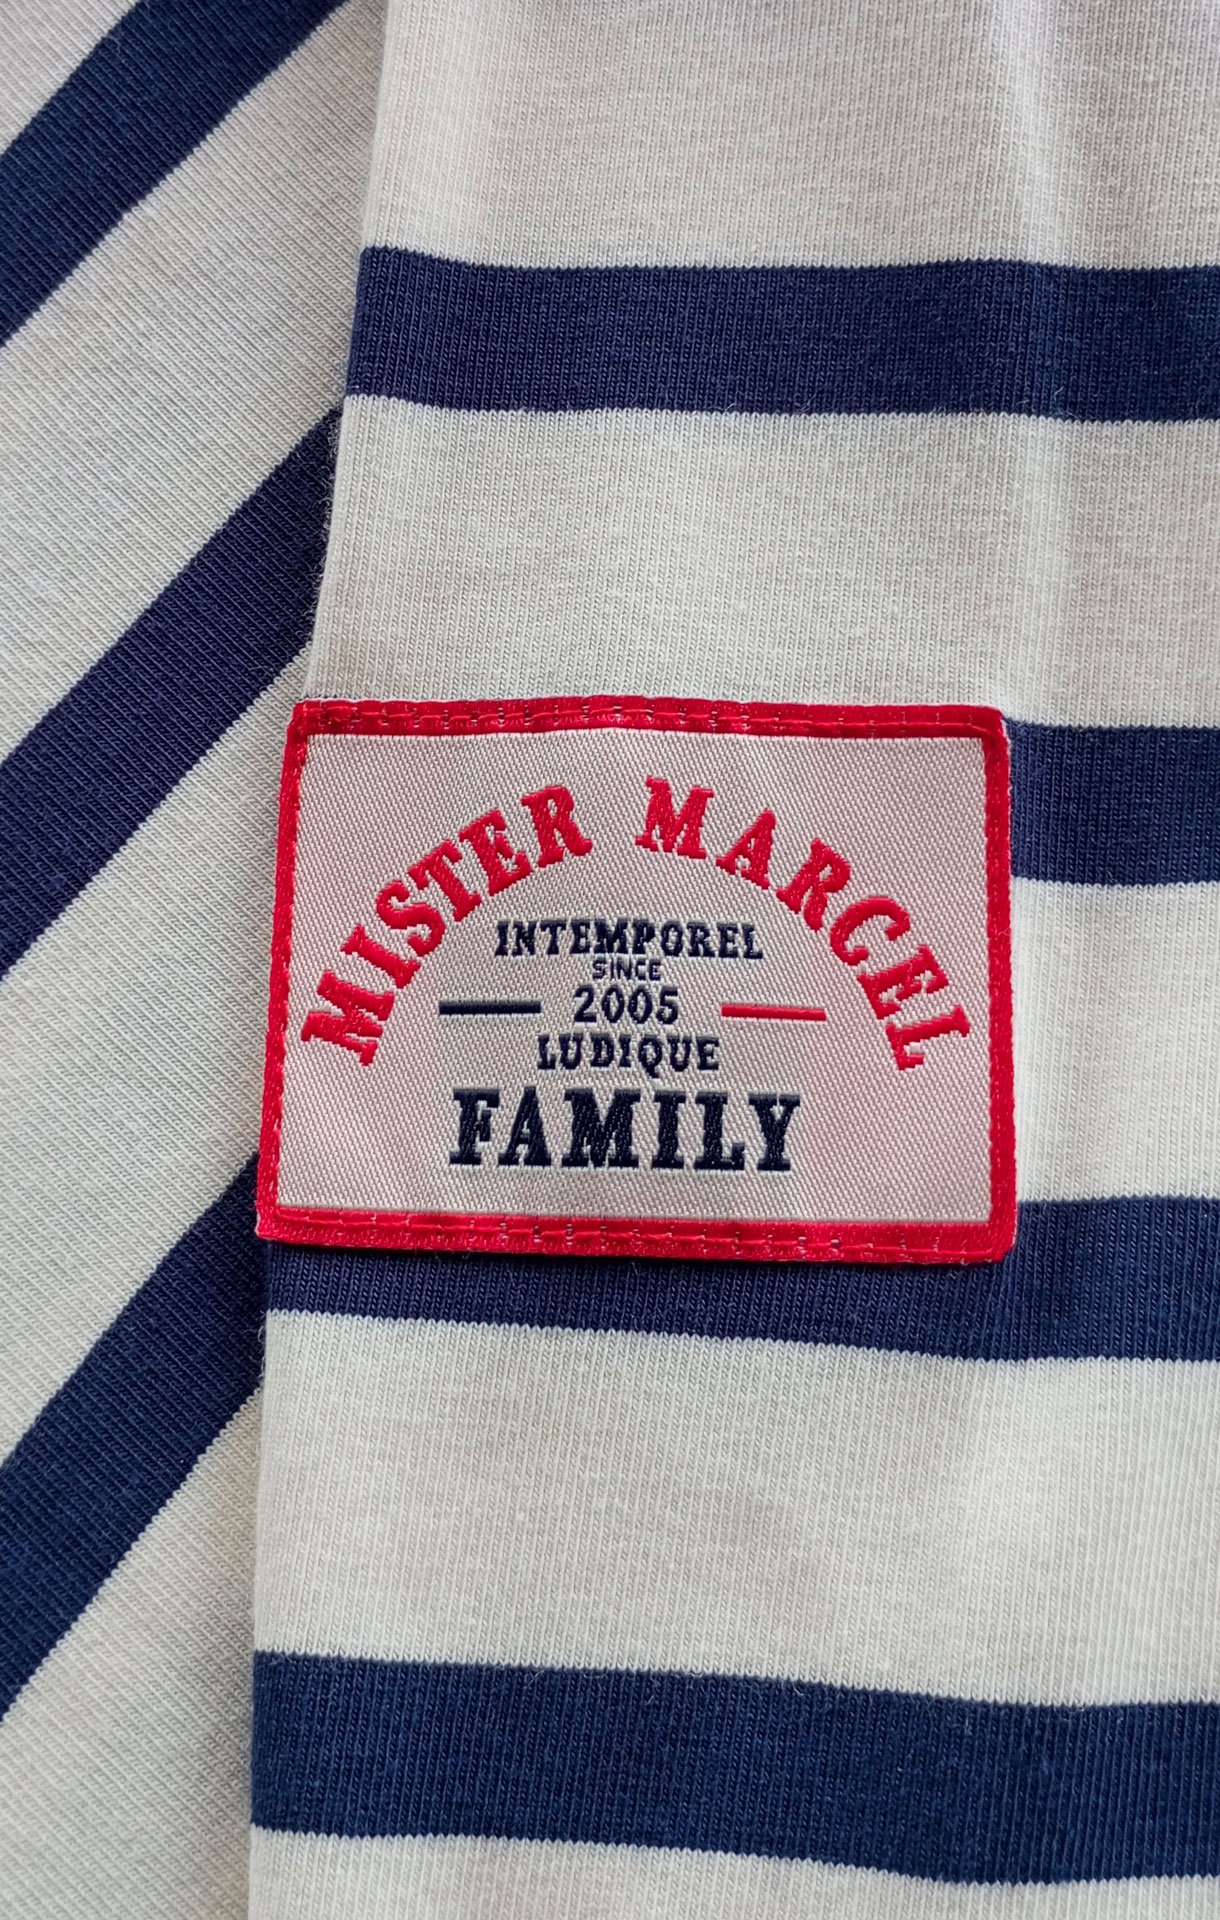 MISTER MARCEL
INTEMPOREL
SINCE
2005
LUDIQUE
FAMILY